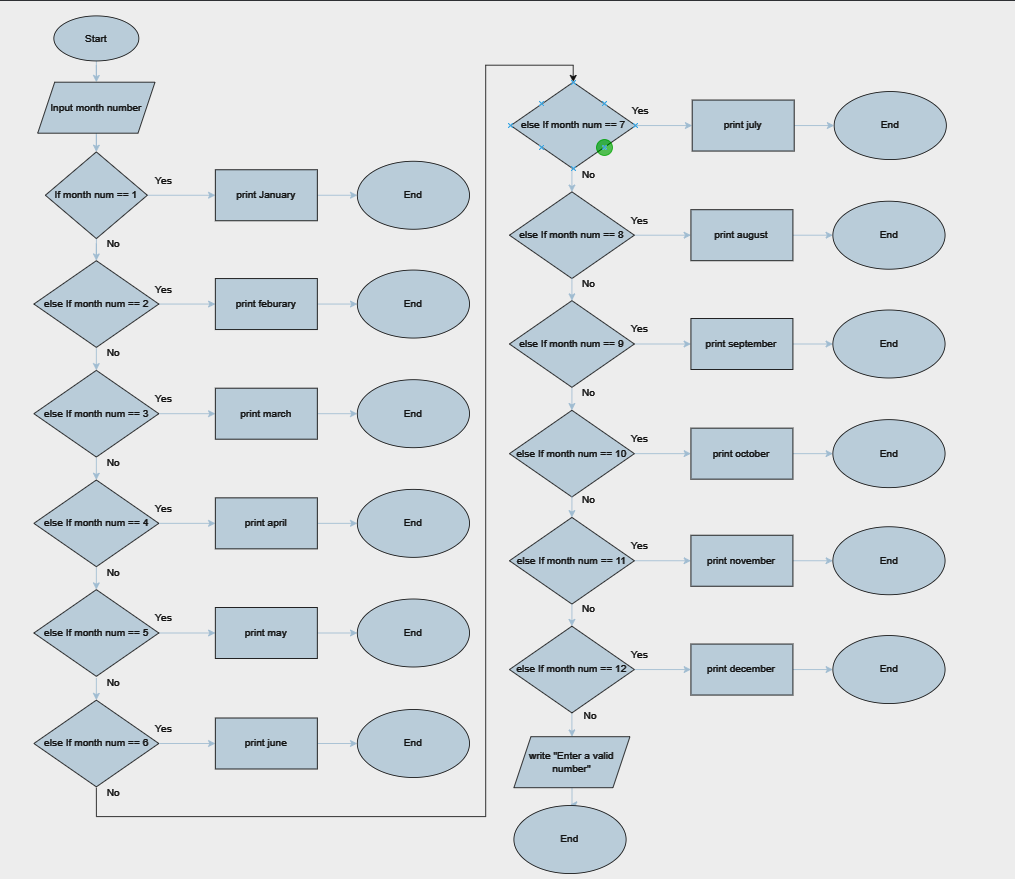 Start
Input month number
If month num == 1
Yes
print January
End
No
else If month num == 2
Yes
print feburary
End
No
else If month num == 3
Yes
print march
End
No
else If month num == 4
Yes
print april
End
No
else If month num == 5
Yes
print may
End
No
else If month num == 6
Yes
print june
End
No
else If month num == 7
Yes
print july
End
No
else If month num == 8
Yes
print august
End
No
else If month num == 9
Yes
print september
End
No
else If month num == 10
Yes
print october
End
No
else If month num == 11
Yes
print november
End
No
else If month num == 12
Yes
print december
End
No
write "Enter a valid
number"
End